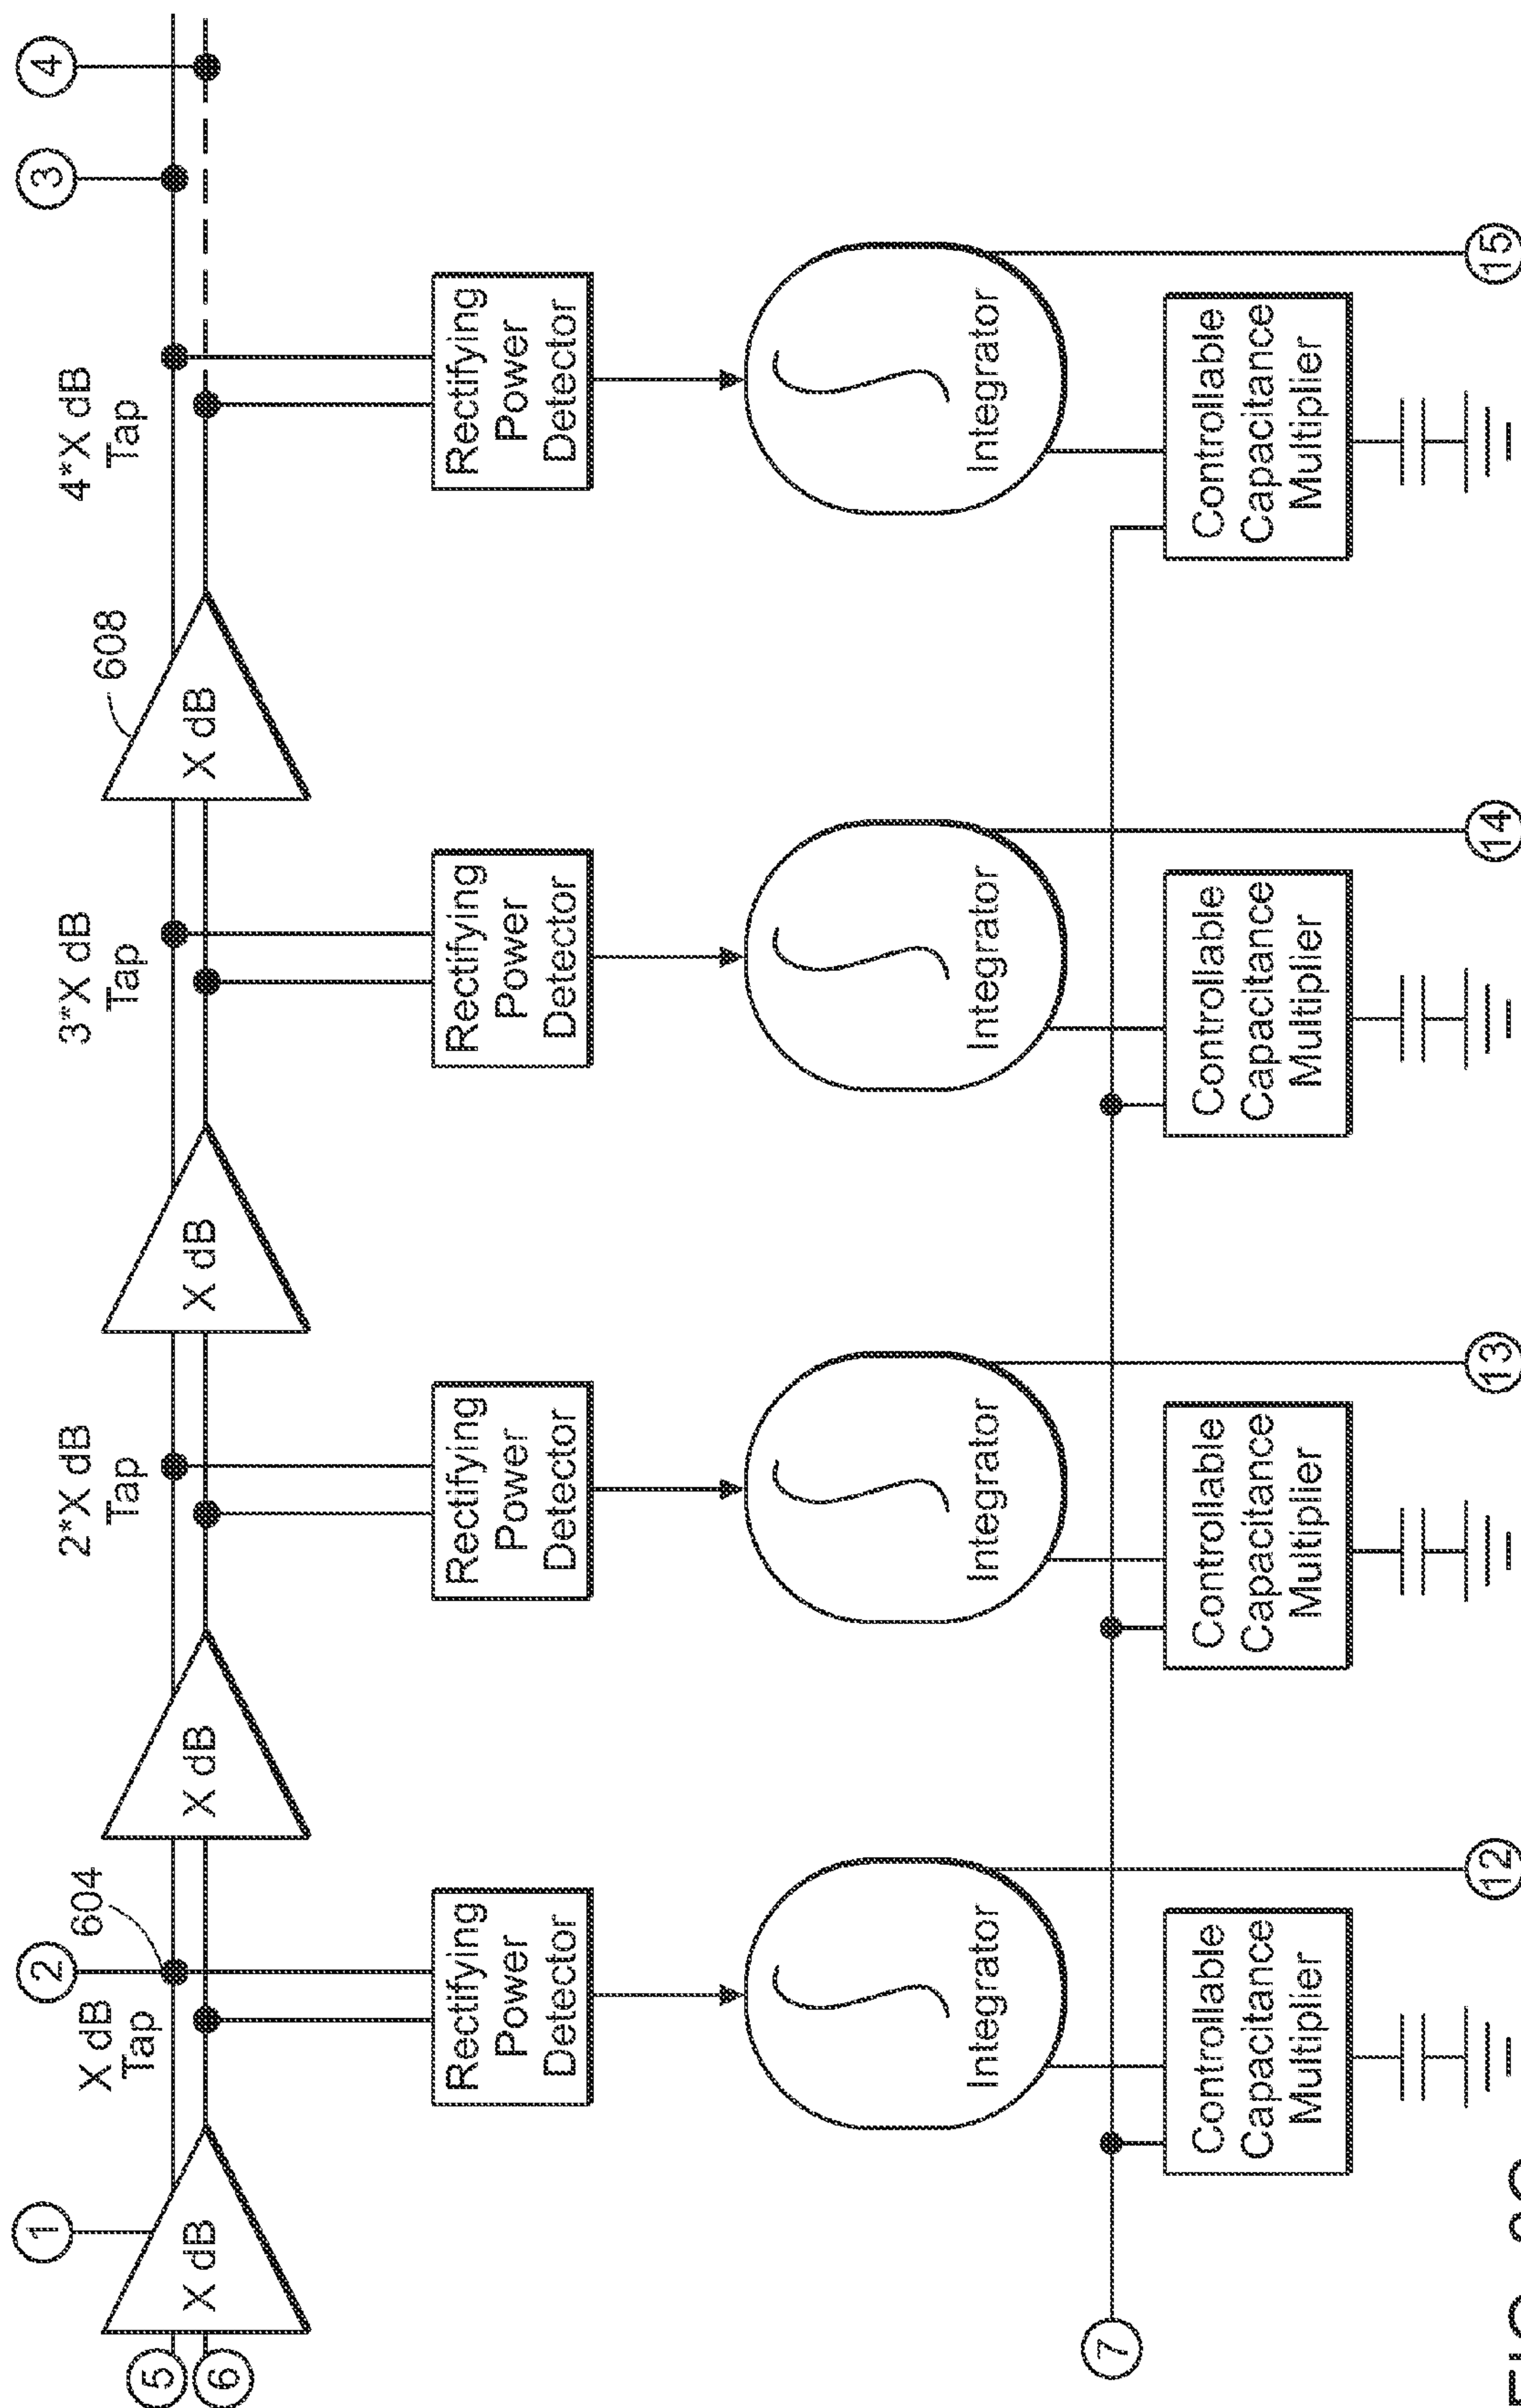 1
2
3
4
5
6
604
608
X dB
Tap
2*X dB
Tap
3*X dB
Tap
4*X dB
Tap
X dB
X dB
X dB
X dB
Rectifying
Power
Detector
Rectifying
Power
Detector
Rectifying
Power
Detector
Rectifying
Power
Detector
Integrator
Integrator
Integrator
Integrator
7
Controllable
Capacitance
Multiplier
Controllable
Capacitance
Multiplier
Controllable
Capacitance
Multiplier
Controllable
Capacitance
Multiplier
12
13
14
15